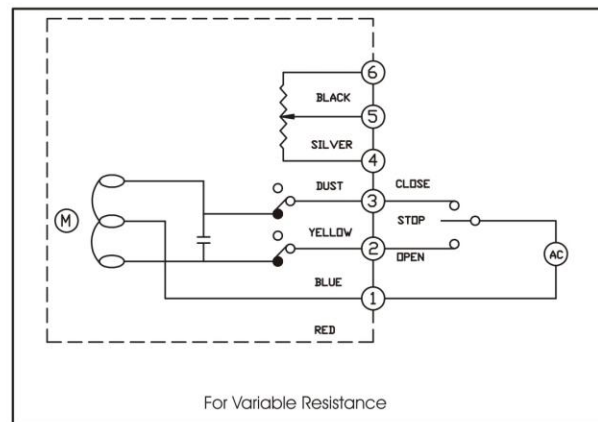 6
BLACK
5
SILVER
4
DUST
3
CLOSE
M
STOP
YELLOW
2
OPEN
AC
BLUE
1
RED
For Variable Resistance